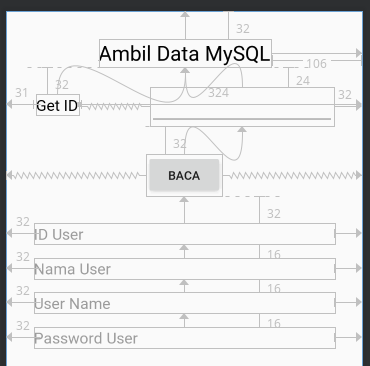 32
Ambil Data MySQL
106
32
24
31
324
32
Get ID
32
BACA
32
32
ID User
16
32
Nama User
16
32
User Name
16
32
Password User